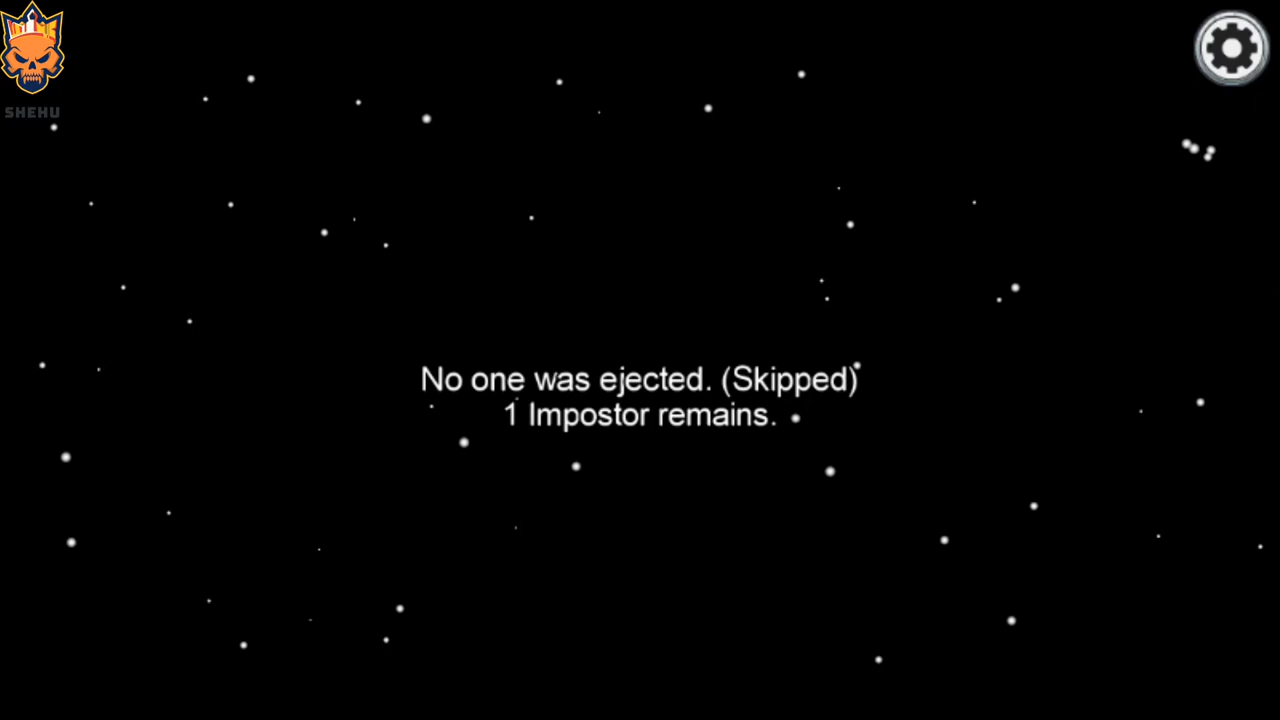 SHEHU
No one was ejected. (Skipped)
1 Impostor remains.